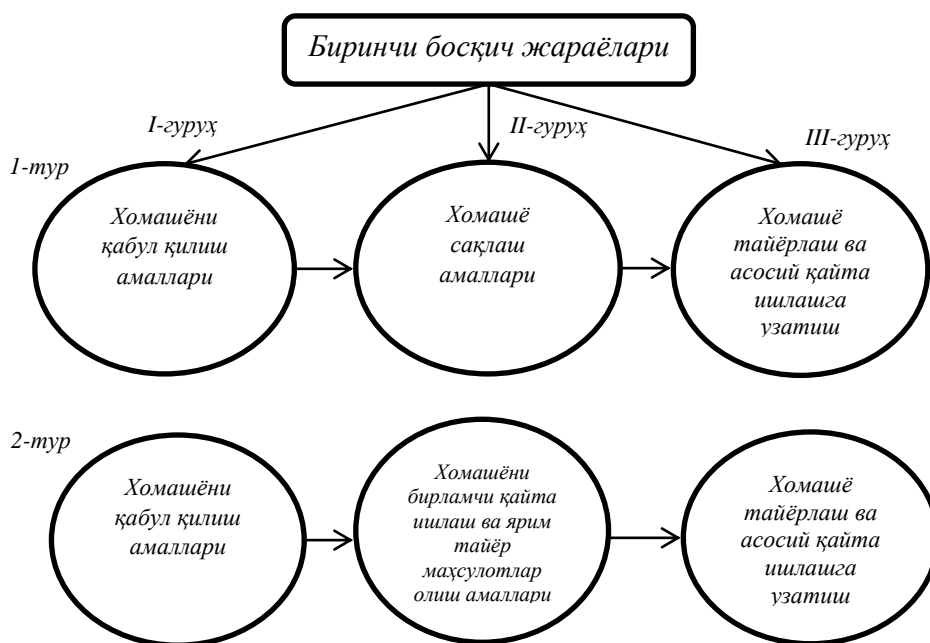 Биринчи босқич жараёлари
I-гуруҳ
II-гуруҳ
III-гуруҳ
1-тур
Хомашёни
қабул қилиш
амаллари
Хомашё
сақлаш
амаллари
Хомашё
тайёрлаш ва
асосий қайта
ишлашга
узатиш
2-тур
Хомашёни
қабул қилиш
амаллари
Хомашёни
бирламчи қайта
ишлаш ва ярим
тайёр
маҳсулотлар
олиш амаллари
Хомашё
тайёрлаш ва
асосий қайта
ишлашга
узатиш